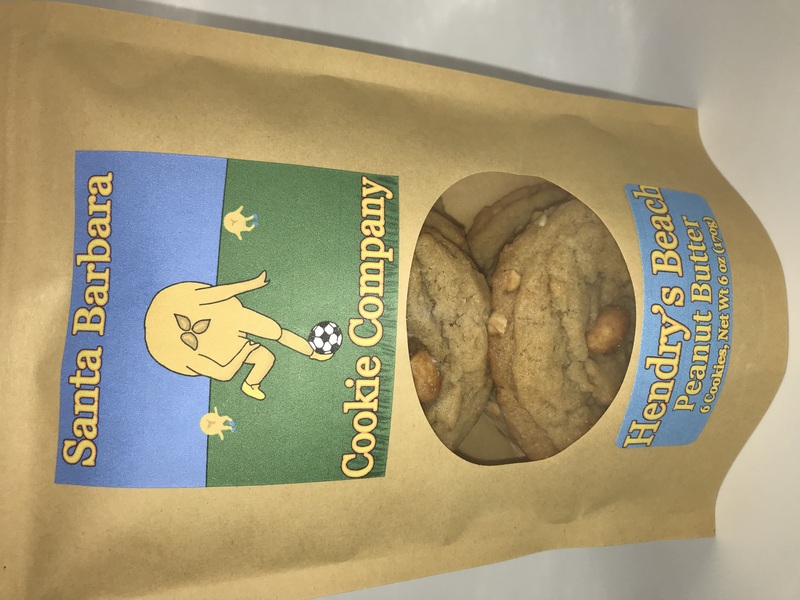 Santa Barbara
Cookie Company
Hendry's Beach
Peanut Butter
6 Cookies, Net Wt 6 oz (170g)